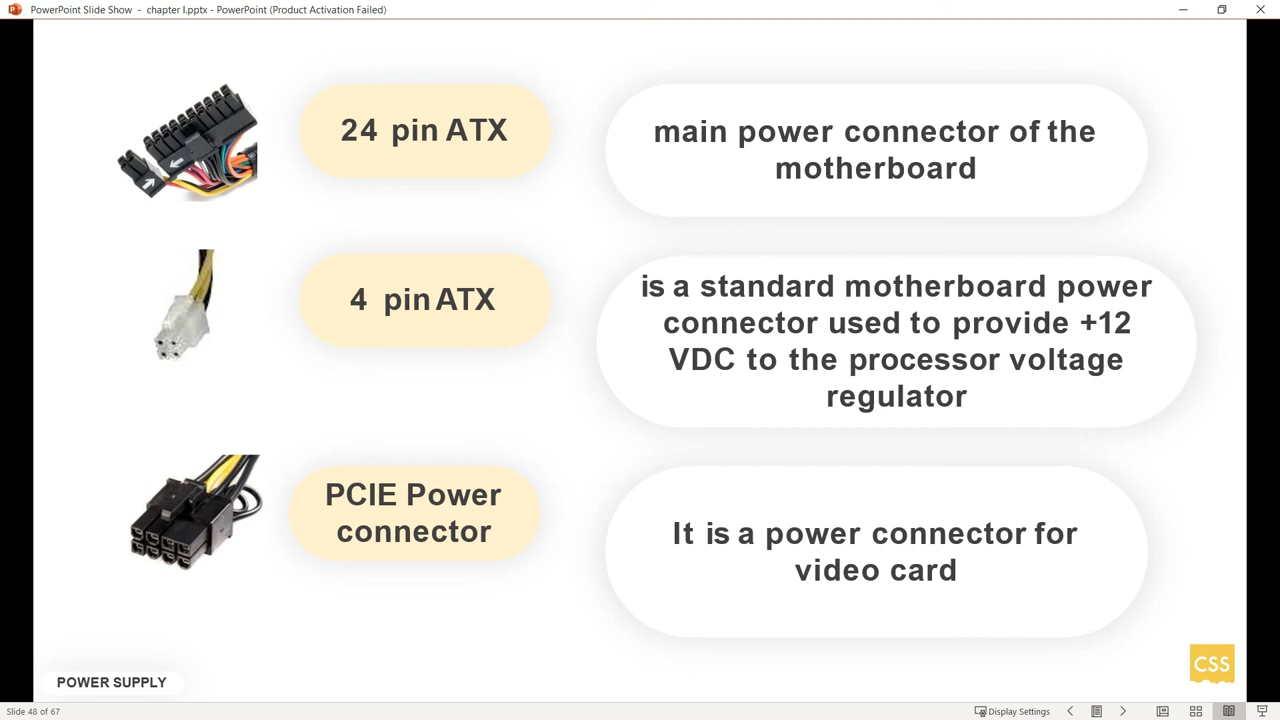 PowerPoint Slide Show - chapter I.pptx - PowerPoint (Product Activation Failed)
24 pin ATX
main power connector of the
motherboard
4 pin ATX
is a standard motherboard power
connector used to provide +12
VDC to the processor voltage
regulator
PCIE Power
connector
It is a power connector for
video card
POWER SUPPLY
CSS
Slide 48 of 67
Display Settings